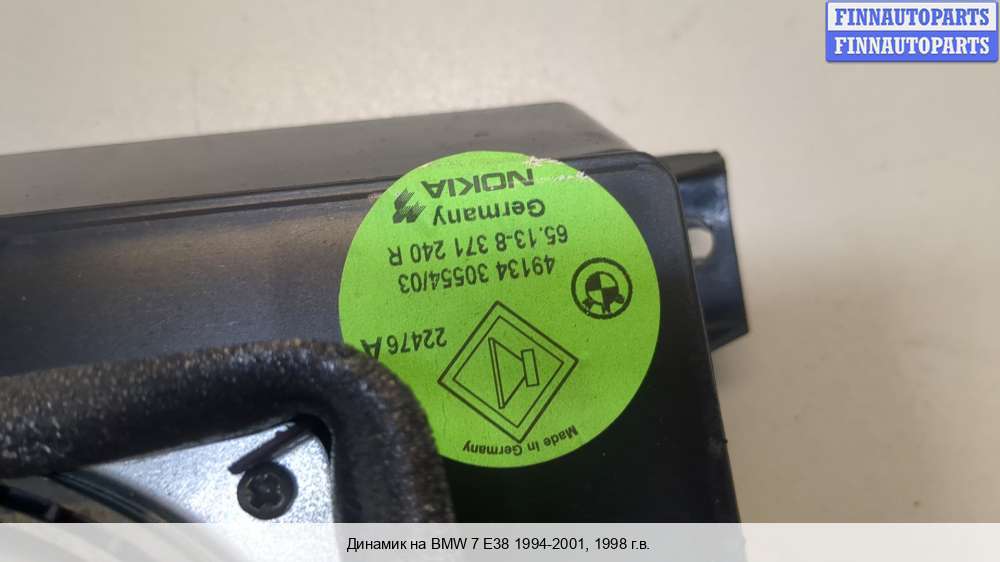 FINNAUTOPARTS
FINNAUTOPARTS
NOKIA
Germany
65.13-8 371 240 R
49134 30554/03
22476 A
Made in Germany
Динамик на BMW 7 E38 1994-2001, 1998 г.в.